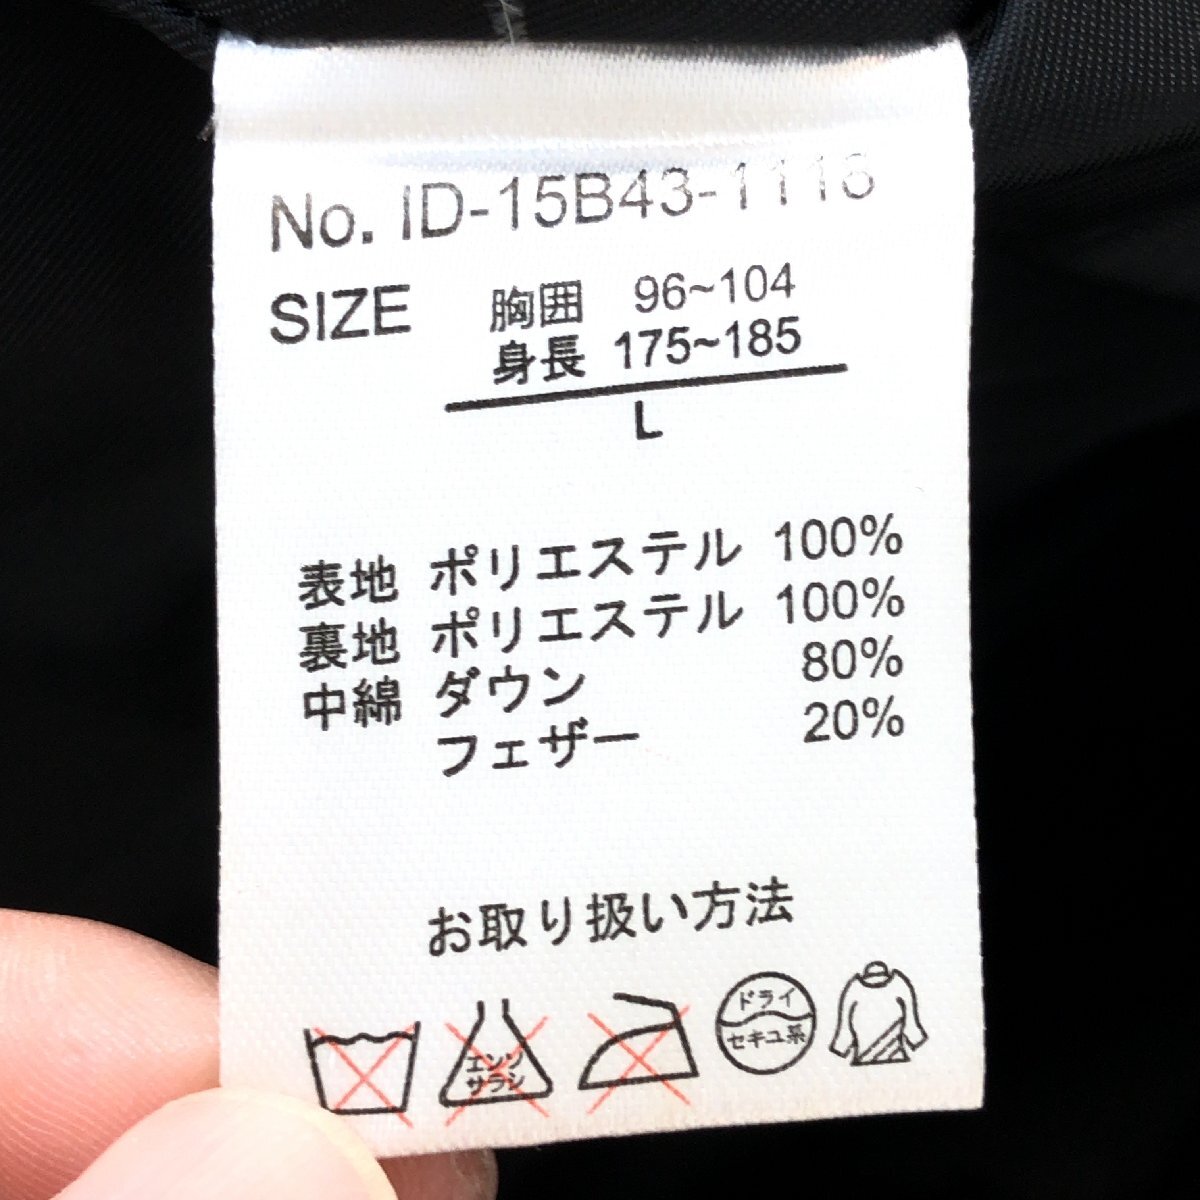 No. ID-15B43-1116
SIZE
胸囲 96~104
身長 175~185
L
表地 ポリエステル 100%
裏地 ポリエステル 100%
中綿 ダウン 80%
フェザー 20%
お取り扱い方法
エンソ
サラシ
ドライ
セキユ系